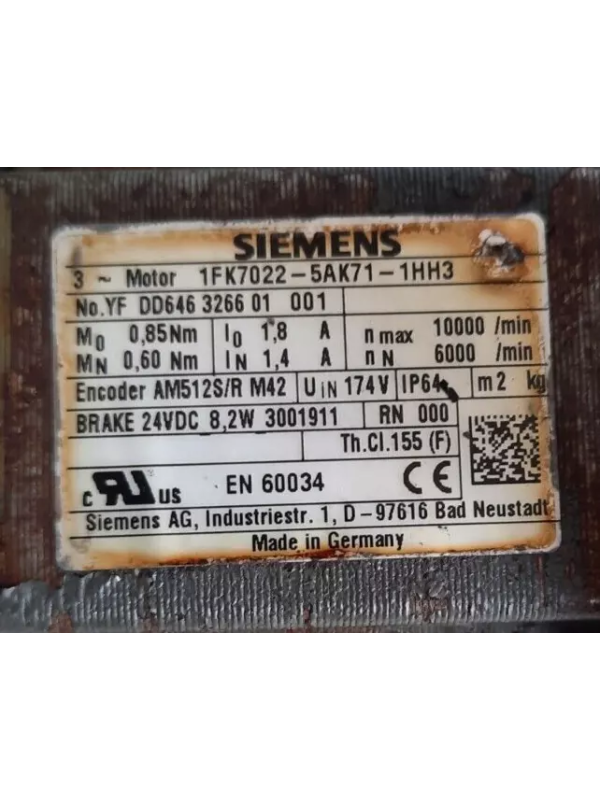 SIEMENS
3 ~ Motor 1FK7022-5AK71-1HH3
No.YF DD646 3266 01 001
M0 0,85Nm I0 1,8 A n max 10000 /min
MN 0,60 Nm IN 1,4 A n N 6000 /min
Encoder AM512S/R M42 UIN 174V IP64 m 2 kg
BRAKE 24VDC 8,2W 3001911 RN 000
Th.Cl.155 (F)
c RU US EN 60034 CE
Siemens AG, Industriestr. 1, D-97616 Bad Neustadt
Made in Germany